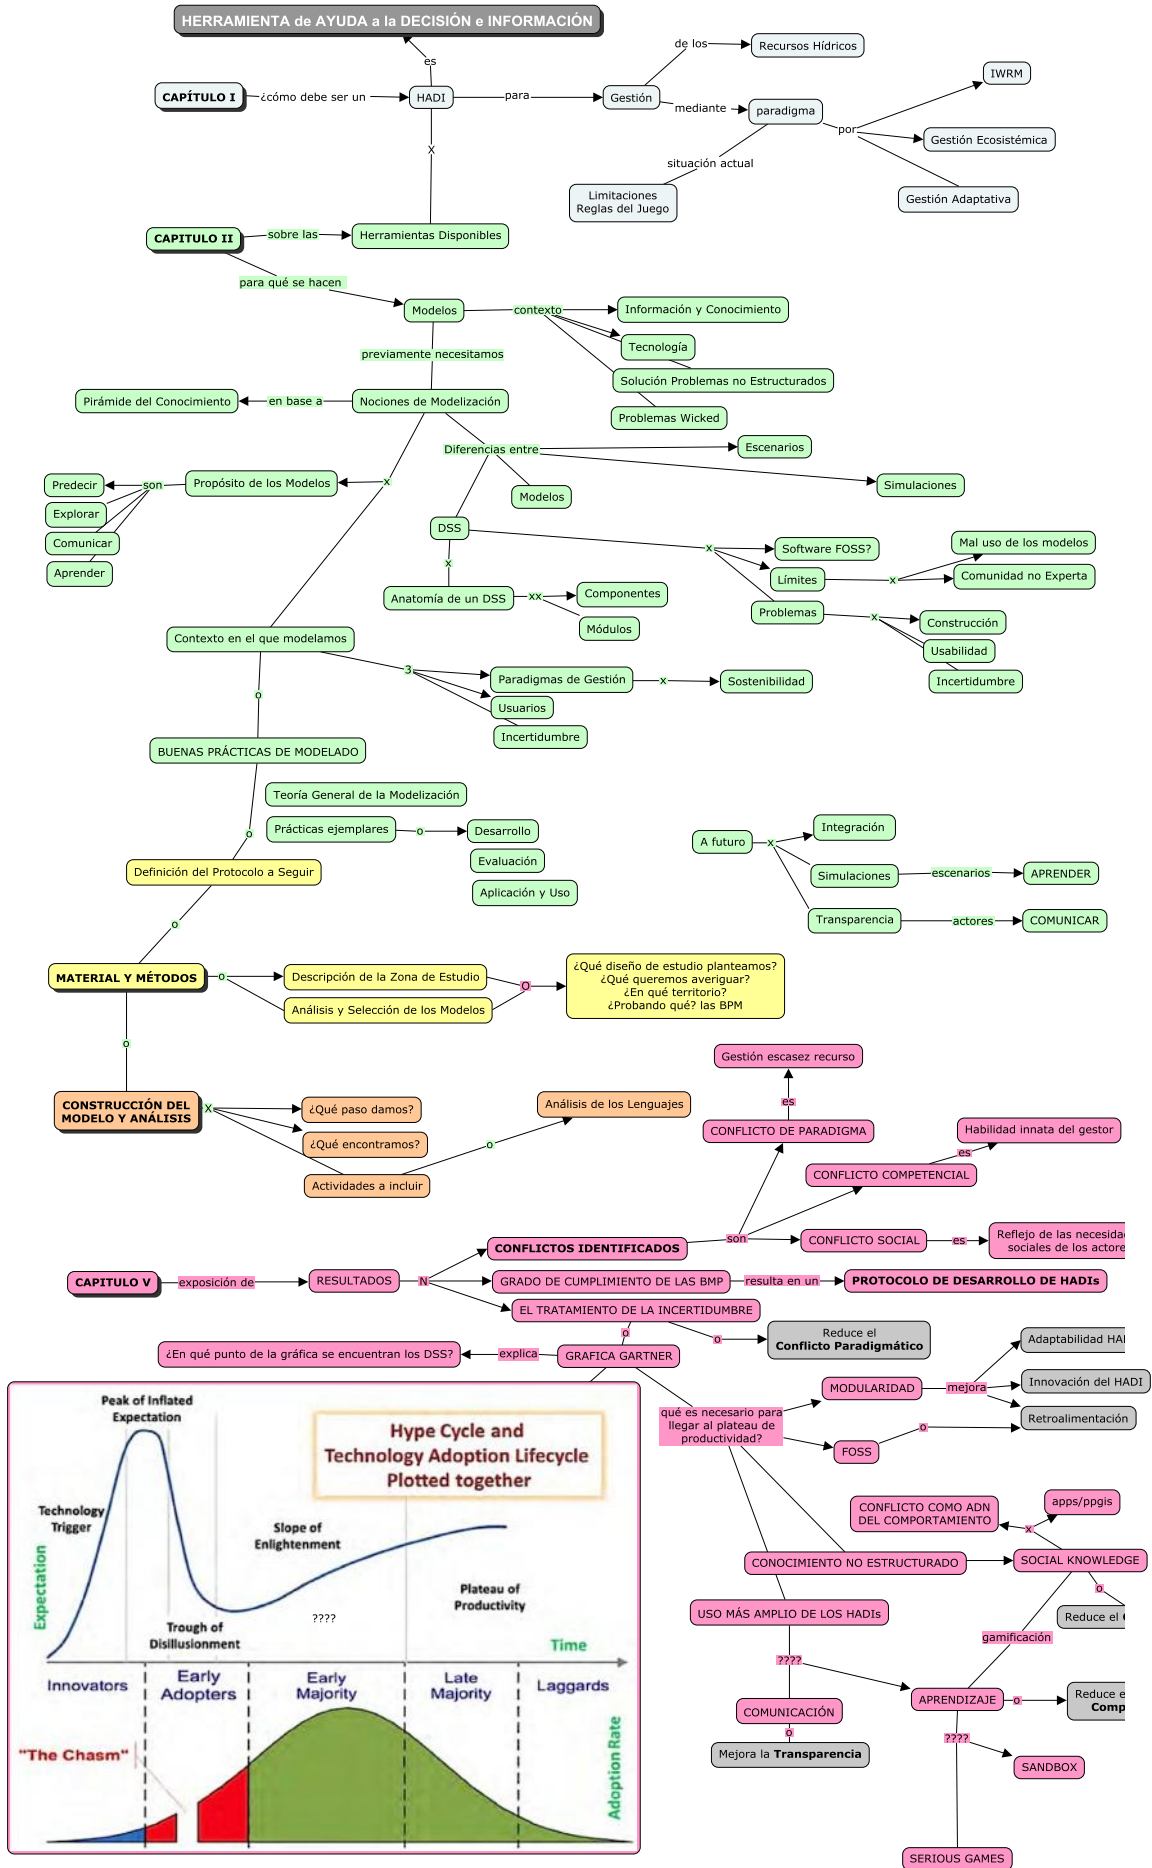 HERRAMIENTA de AYUDA a la DECISIÓN e INFORMACIÓN
es
de los
Recursos Hídricos
IWRM
CAPÍTULO I
¿cómo debe ser un
HADI
para
Gestión
mediante
paradigma
por
Gestión Ecosistémica
X
situación actual
Limitaciones
Reglas del Juego
Gestión Adaptativa
CAPITULO II
sobre las
Herramientas Disponibles
para qué se hacen
Modelos
contexto
Información y Conocimiento
Tecnología
previamente necesitamos
Solución Problemas no Estructurados
Pirámide del Conocimiento
en base a
Nociones de Modelización
Problemas Wicked
Diferencias entre
Escenarios
Predecir
son
Propósito de los Modelos
x
Simulaciones
Modelos
Explorar
DSS
Comunicar
x
Software FOSS?
Mal uso de los modelos
Aprender
x
Límites
x
Comunidad no Experta
Anatomía de un DSS
xx
Componentes
Problemas
x
Construcción
Módulos
Contexto en el que modelamos
Usabilidad
3
Paradigmas de Gestión
x
Sostenibilidad
Incertidumbre
o
Usuarios
Incertidumbre
BUENAS PRÁCTICAS DE MODELADO
Teoría General de la Modelización
o
Prácticas ejemplares
o
Desarrollo
A futuro
x
Integración
Evaluación
Definición del Protocolo a Seguir
Simulaciones
escenarios
APRENDER
Aplicación y Uso
o
Transparencia
actores
COMUNICAR
MATERIAL Y MÉTODOS
o
Descripción de la Zona de Estudio
O
¿Qué diseño de estudio planteamos?
¿Qué queremos averiguar?
¿En qué territorio?
¿Probando qué? las BPM
Análisis y Selección de los Modelos
o
Gestión escasez recurso
es
CONSTRUCCIÓN DEL
MODELO Y ANÁLISIS
X
¿Qué paso damos?
Análisis de los Lenguajes
CONFLICTO DE PARADIGMA
Habilidad innata del gestor
¿Qué encontramos?
o
es
Actividades a incluir
CONFLICTO COMPETENCIAL
CONFLICTOS IDENTIFICADOS
son
CONFLICTO SOCIAL
es
Reflejo de las necesida
sociales de los actore
CAPITULO V
exposición de
RESULTADOS
N
GRADO DE CUMPLIMIENTO DE LAS BMP
resulta en un
PROTOCOLO DE DESARROLLO DE HADIs
EL TRATAMIENTO DE LA INCERTIDUMBRE
o
o
Reduce el
Conflicto Paradigmático
Adaptabilidad HA
¿En qué punto de la gráfica se encuentran los DSS?
explica
GRAFICA GARTNER
MODULARIDAD
mejora
Innovación del HADI
qué es necesario para
llegar al plateau de
productividad?
o
Retroalimentación
FOSS
Peak of Inflated
Expectation
Hype Cycle and
Technology Adoption Lifecycle
Plotted together
Technology
Trigger
Slope of
Enlightenment
Expectation
Plateau of
Productivity
????
Trough of
Disillusionment
Time
Innovators
Early
Adopters
Early
Majority
Late
Majority
Laggards
"The Chasm"
Adoption Rate
CONFLICTO COMO ADN
DEL COMPORTAMIENTO
x
apps/ppgis
CONOCIMIENTO NO ESTRUCTURADO
SOCIAL KNOWLEDGE
o
USO MÁS AMPLIO DE LOS HADIs
Reduce el
gamificación
????
APRENDIZAJE
o
Reduce e
Comp
COMUNICACIÓN
o
????
Mejora la Transparencia
SANDBOX
SERIOUS GAMES